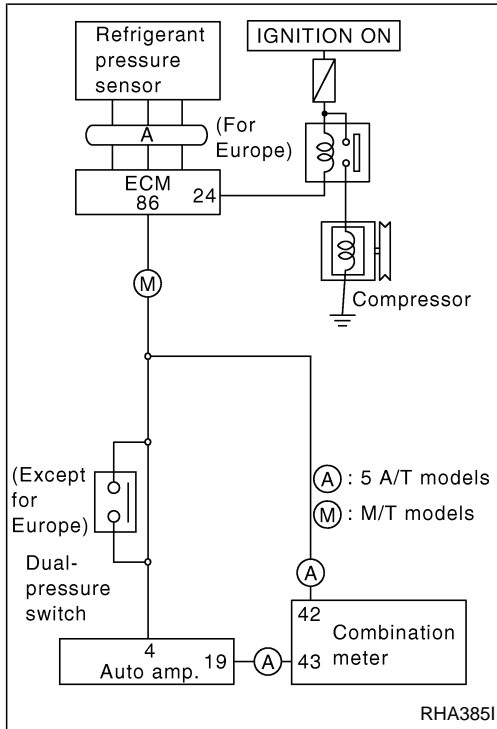 Refrigerant
pressure
sensor
IGNITION ON
A
(For
Europe)
ECM
86
24
M
Compressor
(Except
for
Europe)
Dual-
pressure
switch
A : 5 A/T models
M : M/T models
A
42
43
Combination
meter
4
19
Auto amp.
A
RHA385I